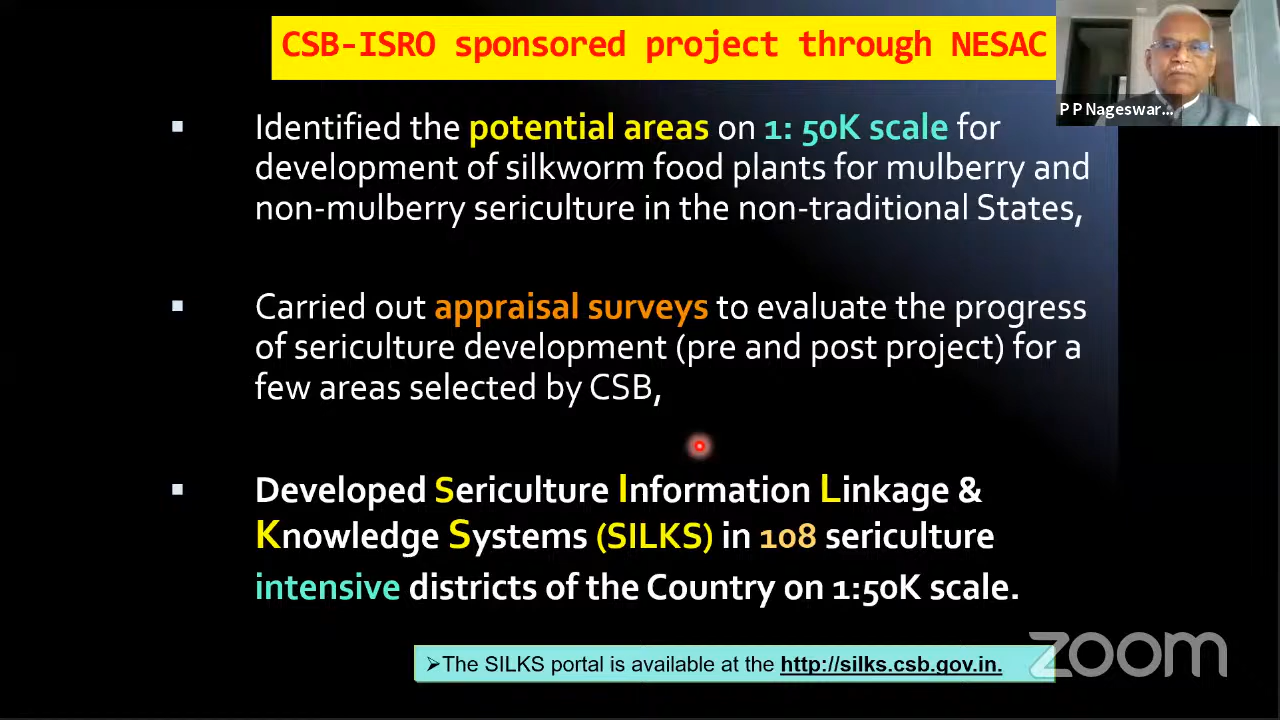 CSB-ISRO sponsored project through NESAC
P P Nageswar...
▪ Identified the potential areas on 1: 50K scale for
development of silkworm food plants for mulberry and
non-mulberry sericulture in the non-traditional States,
▪ Carried out appraisal surveys to evaluate the progress
of sericulture development (pre and post project) for a
few areas selected by CSB,
▪ Developed Sericulture Information Linkage &
Knowledge Systems (SILKS) in 108 sericulture
intensive districts of the Country on 1:50K scale.
➢The SILKS portal is available at the http://silks.csb.gov.in.
zoom